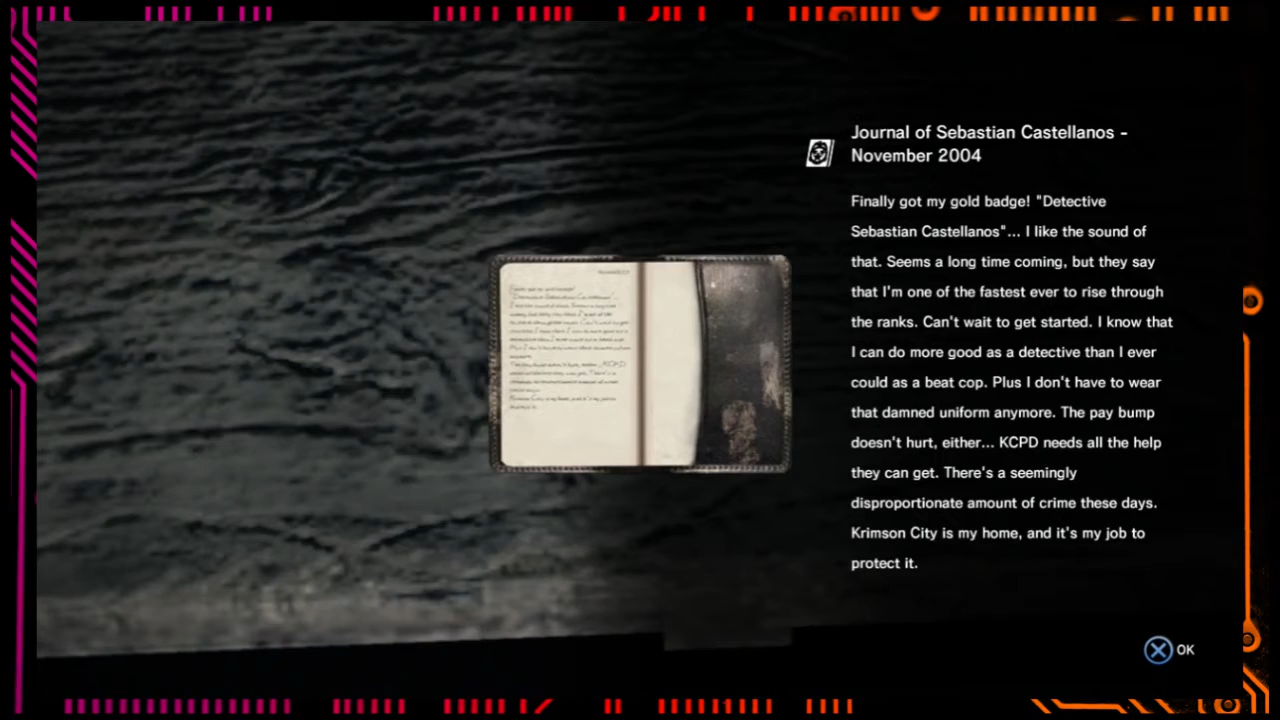 Journal of Sebastian Castellanos -
November 2004
Finally got my gold badge! "Detective
Sebastian Castellanos"... I like the sound of
that. Seems a long time coming, but they say
that I'm one of the fastest ever to rise through
the ranks. Can't wait to get started. I know that
I can do more good as a detective than I ever
could as a beat cop. Plus I don't have to wear
that damned uniform anymore. The pay bump
doesn't hurt, either... KCPD needs all the help
they can get. There's a seemingly
disproportionate amount of crime these days.
Krimson City is my home, and it's my job to
protect it.
OK